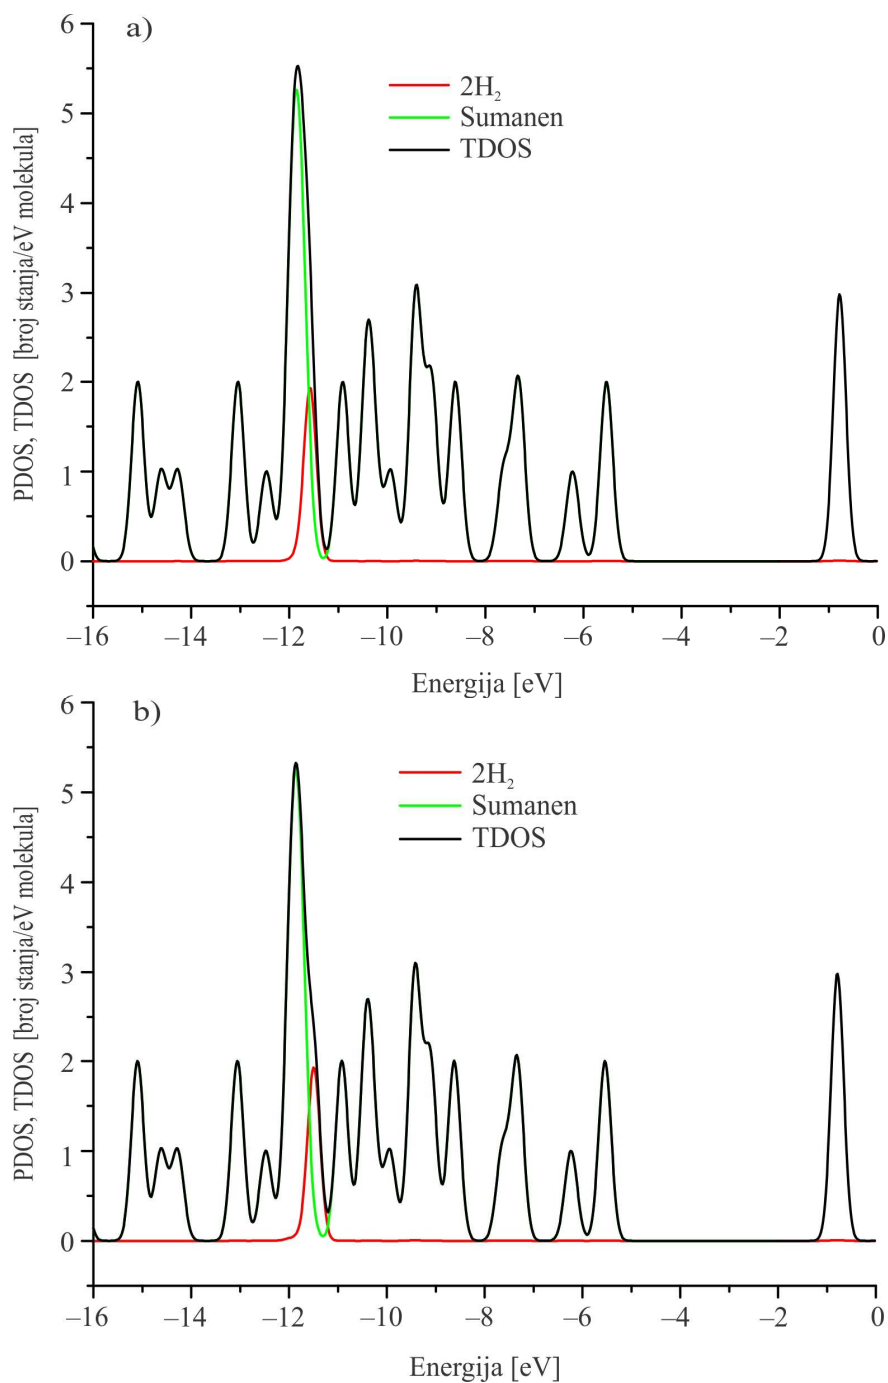 a)
6
5
4
3
2
1
0
PDOS, TDOS [broj stanja/eV molekula]
2H₂
Sumanen
TDOS
–16 –14 –12 –10 –8 –6 –4 –2 0
Energija [eV]
b)
6
5
4
3
2
1
0
PDOS, TDOS [broj stanja/eV molekula]
2H₂
Sumanen
TDOS
–16 –14 –12 –10 –8 –6 –4 –2 0
Energija [eV]